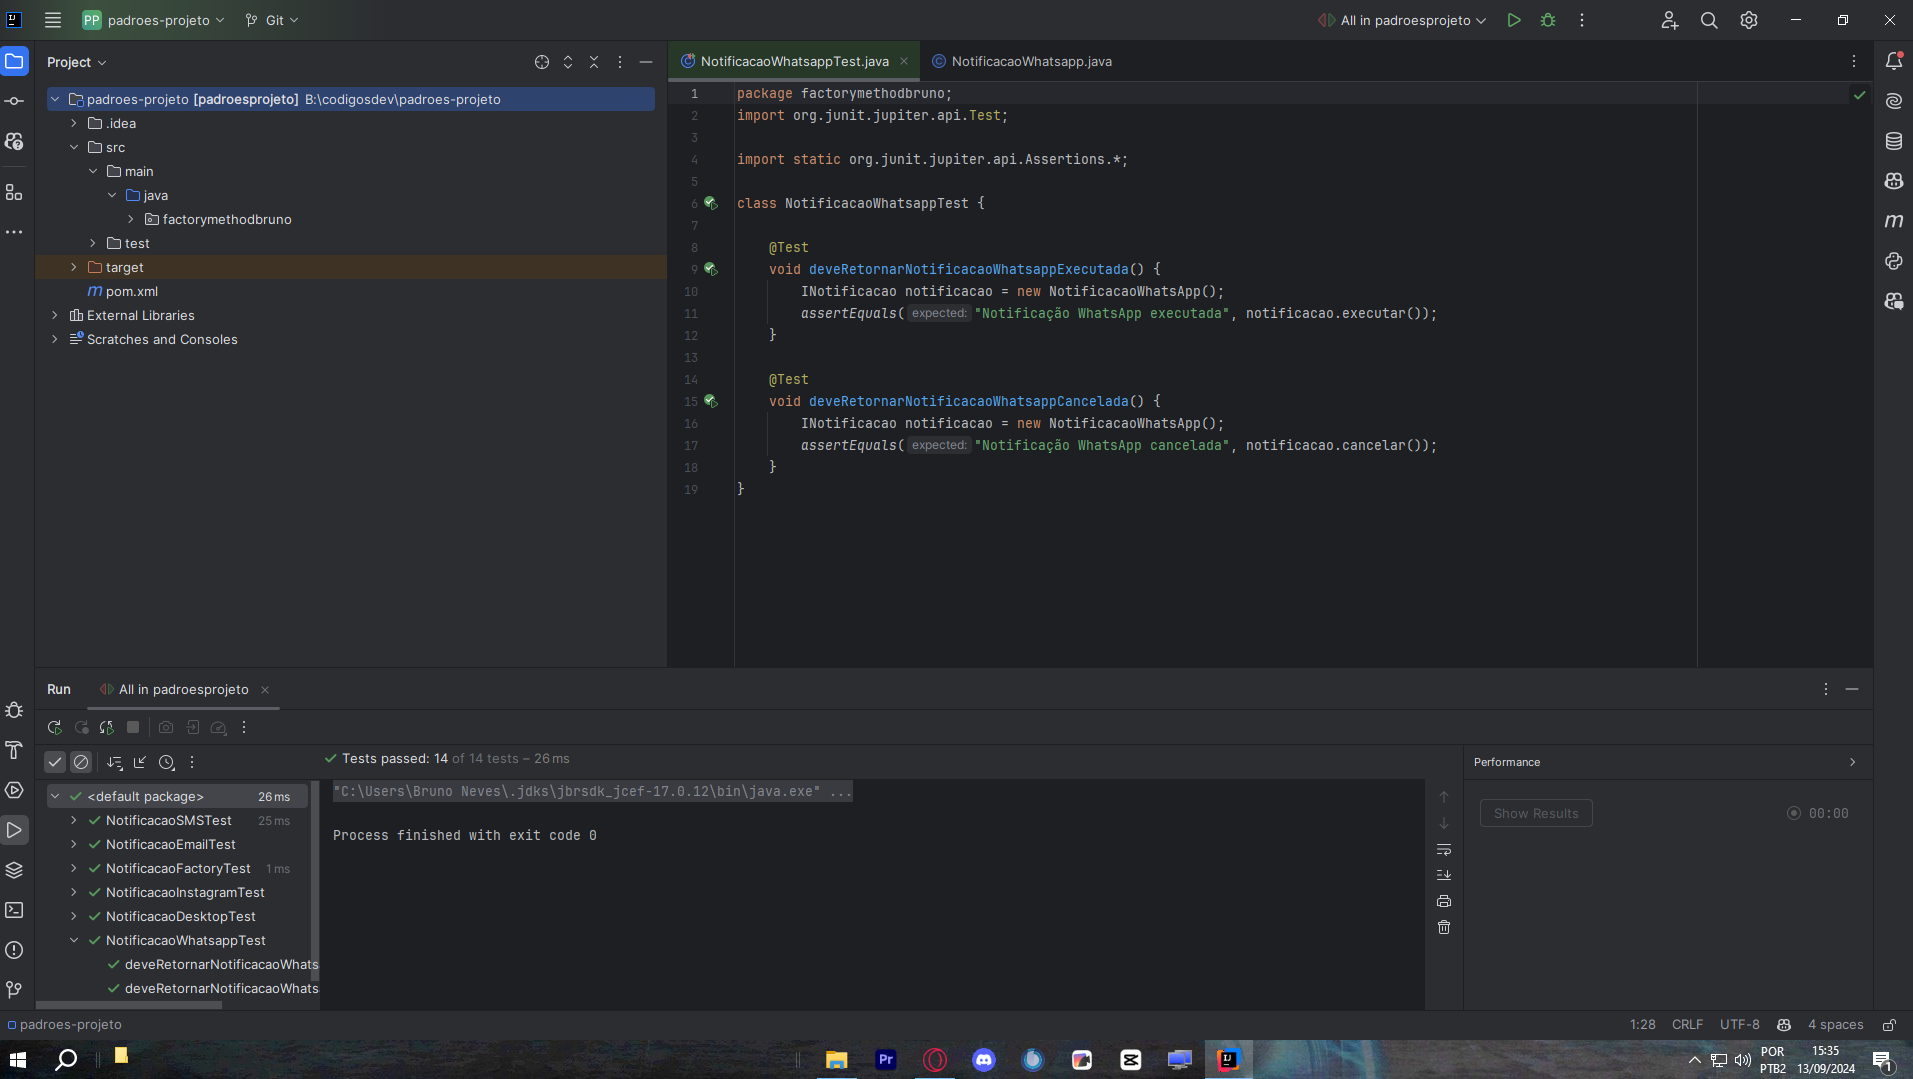 PP padroes-projeto
Git
All in padroesprojeto
Project
padroes-projeto [padroesprojeto] B:\codigosdev\padroes-projeto
.idea
src
main
java
factorymethodbruno
test
target
pom.xml
External Libraries
Scratches and Consoles
NotificacaoWhatsappTest.java
NotificacaoWhatsapp.java
1 package factorymethodbruno;
2 import org.junit.jupiter.api.Test;
3
4 import static org.junit.jupiter.api.Assertions.*;
5
6 class NotificacaoWhatsappTest {
7
8 @Test
9 void deveRetornarNotificacaoWhatsappExecutada() {
10 INotificacao notificacao = new NotificacaoWhatsApp();
11 assertEquals( expected: "Notificação WhatsApp executada", notificacao.executar());
12 }
13
14 @Test
15 void deveRetornarNotificacaoWhatsappCancelada() {
16 INotificacao notificacao = new NotificacaoWhatsApp();
17 assertEquals( expected: "Notificação WhatsApp cancelada", notificacao.cancelar());
18 }
19 }
Run
All in padroesprojeto
Tests passed: 14 of 14 tests – 26 ms
<default package> 26 ms
NotificacaoSMSTest 25 ms
NotificacaoEmailTest
NotificacaoFactoryTest 1 ms
NotificacaoInstagramTest
NotificacaoDesktopTest
NotificacaoWhatsappTest
deveRetornarNotificacaoWhats
deveRetornarNotificacaoWhats
"C:\Users\Bruno Neves\.jdks\jbrsdk_jcef-17.0.12\bin\java.exe" ...
Process finished with exit code 0
Performance
Show Results
00:00
padroes-projeto
1:28 CRLF UTF-8 4 spaces
Pr
POR
PTB2
15:35
13/09/2024
1